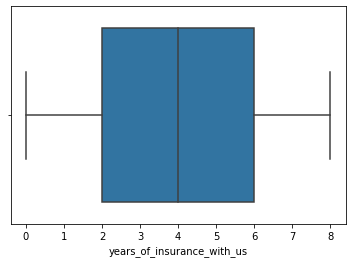 0 1 2 3 4 5 6 7 8
years_of_insurance_with_us